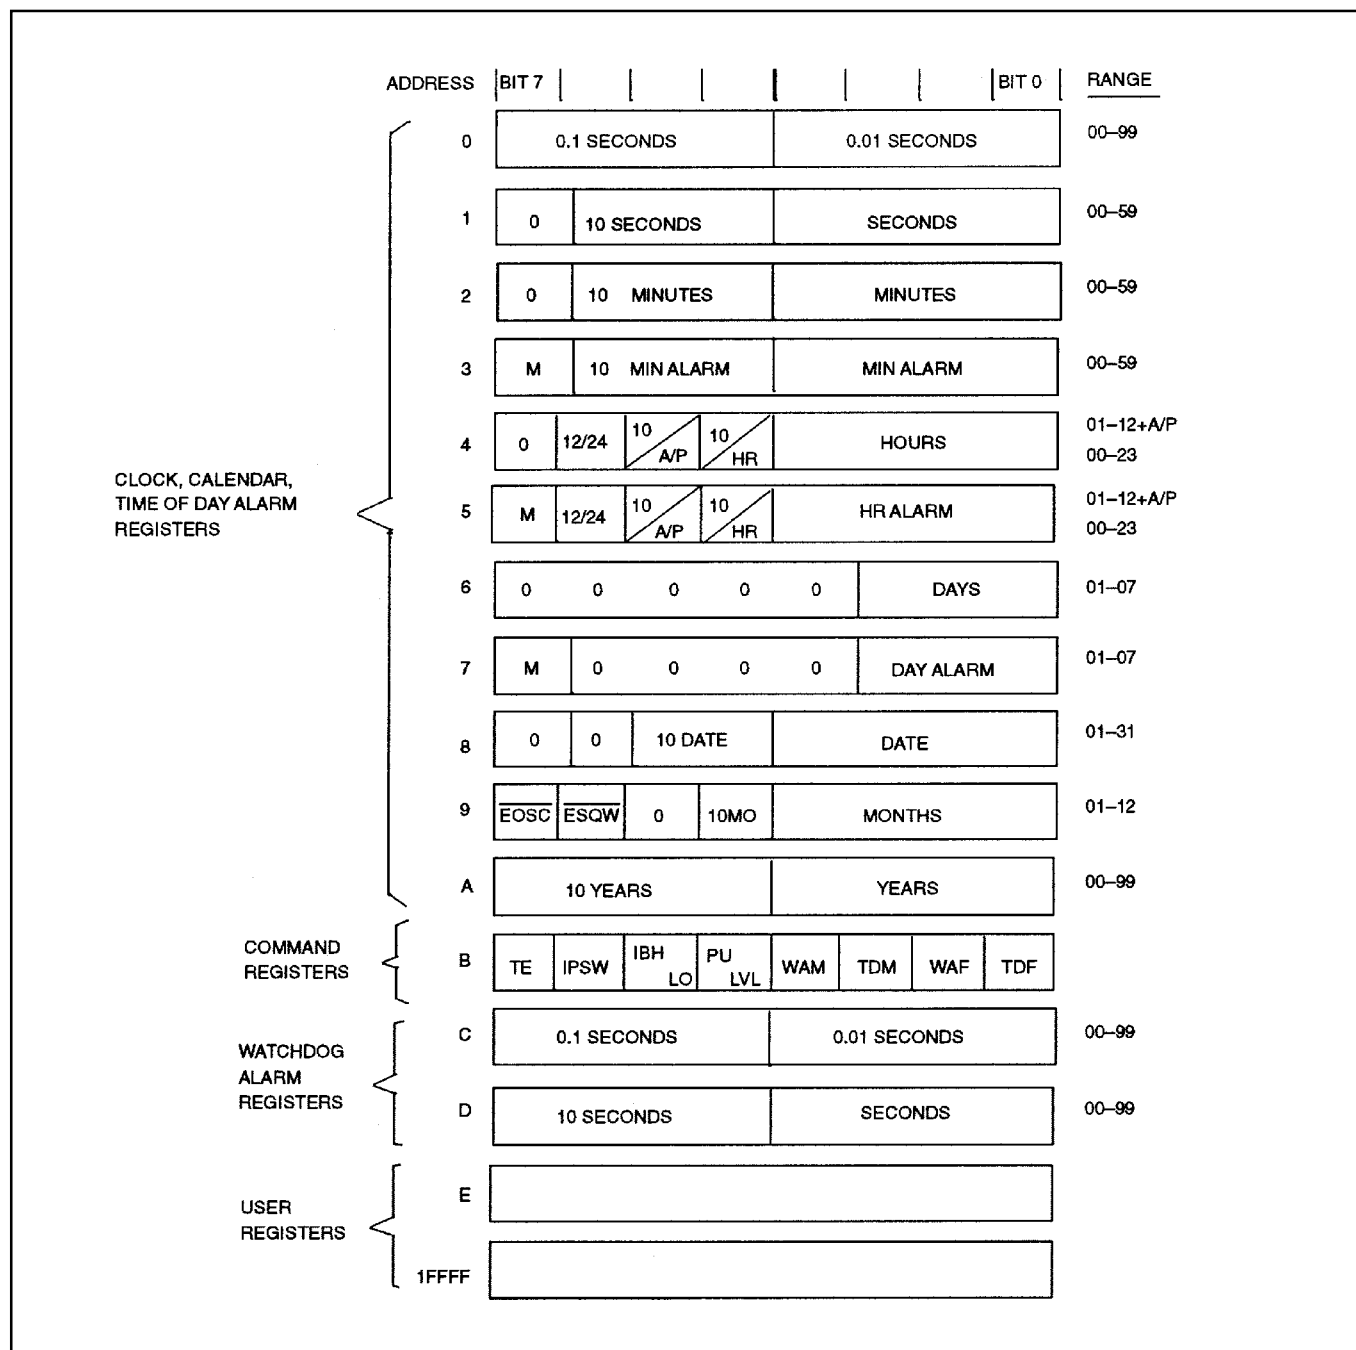 ADDRESS BIT 7 BIT 0 RANGE
0 0.1 SECONDS 0.01 SECONDS 00–99
1 0 10 SECONDS SECONDS 00–59
2 0 10 MINUTES MINUTES 00–59
3 M 10 MIN ALARM MIN ALARM 00–59
4 0 12/24 10 A/P 10 HR HOURS 01–12+A/P
00–23
CLOCK, CALENDAR,
TIME OF DAY ALARM
REGISTERS
5 M 12/24 10 A/P 10 HR HR ALARM 01–12+A/P
00–23
6 0 0 0 0 0 DAYS 01–07
7 M 0 0 0 0 DAY ALARM 01–07
8 0 0 10 DATE DATE 01–31
9 EOSC ESQW 0 10MO MONTHS 01–12
A 10 YEARS YEARS 00–99
COMMAND
REGISTERS
B TE IPSW IBH LO PU LVL WAM TDM WAF TDF
C 0.1 SECONDS 0.01 SECONDS 00–99
WATCHDOG
ALARM
REGISTERS
D 10 SECONDS SECONDS 00–99
E
USER
REGISTERS
1FFFF